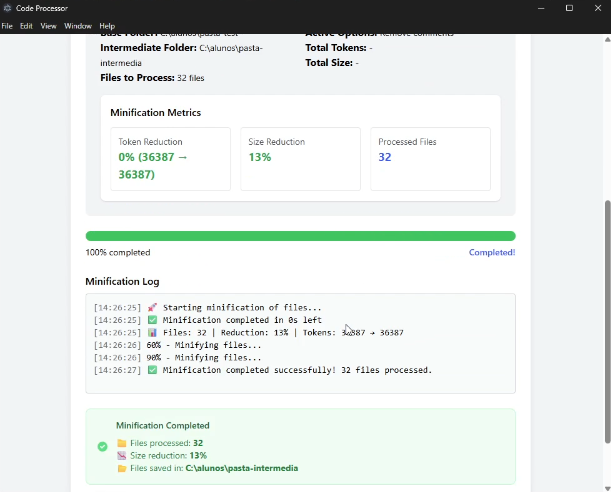 Code Processor
File Edit View Window Help
Base Folder: C:\alunos\pasta-test
Active Options: Remove comments
Intermediate Folder: C:\alunos\pasta-
intermedia
Total Tokens: -
Total Size: -
Files to Process: 32 files
Minification Metrics
Token Reduction
0% (36387 →
36387)
Size Reduction
13%
Processed Files
32
100% completed
Completed!
Minification Log
[14:26:25] 🚀 Starting minification of files...
[14:26:25] ✅ Minification completed in 0s left
[14:26:25] 📊 Files: 32 | Reduction: 13% | Tokens: 36387 → 36387
[14:26:26] 60% - Minifying files...
[14:26:26] 90% - Minifying files...
[14:26:27] ✅ Minification completed successfully! 32 files processed.
Minification Completed
📁 Files processed: 32
📉 Size reduction: 13%
📁 Files saved in: C:\alunos\pasta-intermedia